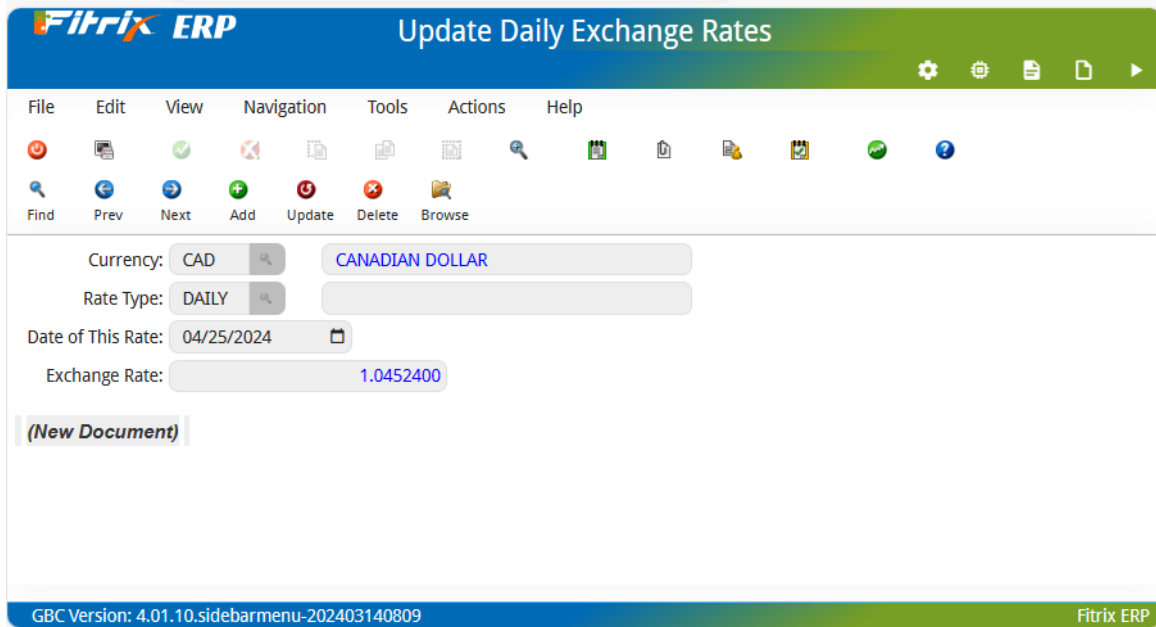 Fitrix ERP
Update Daily Exchange Rates
File Edit View Navigation Tools Actions Help
Find Prev Next Add Update Delete Browse
Currency: CAD CANADIAN DOLLAR
Rate Type: DAILY
Date of This Rate: 04/25/2024
Exchange Rate: 1.0452400
(New Document)
GBC Version: 4.01.10.sidebarmenu-202403140809 Fitrix ERP